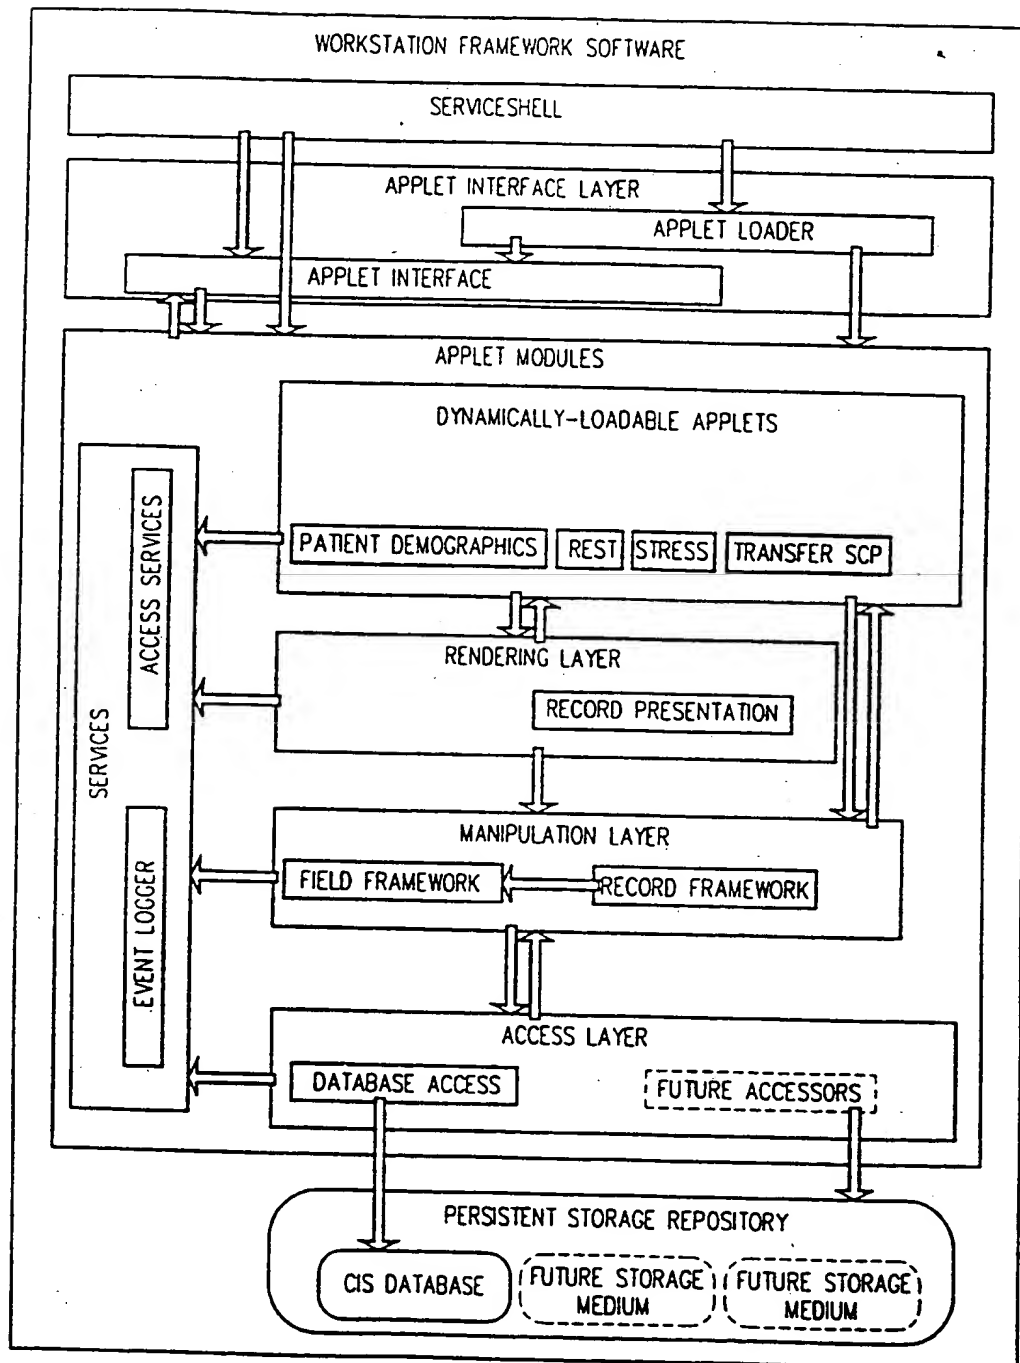 WORKSTATION FRAMEWORK SOFTWARE
SERVICESHELL
APPLET INTERFACE LAYER
APPLET LOADER
APPLET INTERFACE
APPLET MODULES
DYNAMICALLY-LOADABLE APPLETS
PATIENT DEMOGRAPHICS
REST
STRESS
TRANSFER SCP
SERVICES
ACCESS SERVICES
EVENT LOGGER
RENDERING LAYER
RECORD PRESENTATION
MANIPULATION LAYER
FIELD FRAMEWORK
RECORD FRAMEWORK
ACCESS LAYER
DATABASE ACCESS
FUTURE ACCESSORS
PERSISTENT STORAGE REPOSITORY
CIS DATABASE
FUTURE STORAGE
MEDIUM
FUTURE STORAGE
MEDIUM